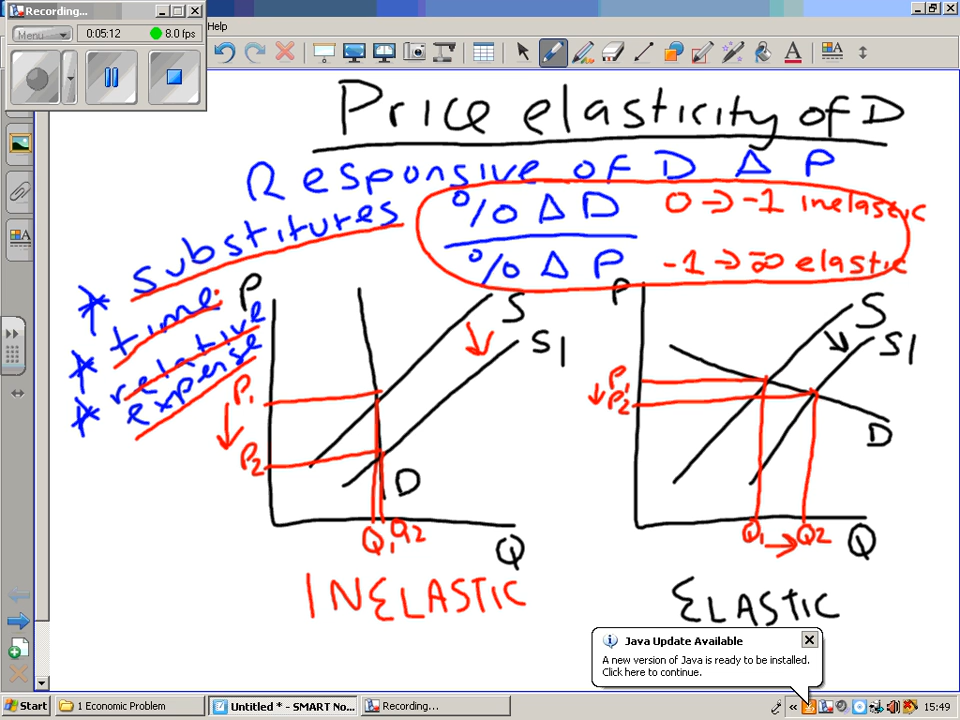 Recording...
Menu
0:05:12
8.0 fps
Help
Price elasticity of D
Responsive of D Δ P
% Δ D
% Δ P
0 → -1 inelastic
-1 → -∞ elastic
* substitures
* time
* relative
expense
P
S
S1
P1
P2
D
Q1
Q2
Q
INELASTIC
P
S
S1
P1
P2
D
Q1 → Q2
Q
ELASTIC
Java Update Available
A new version of Java is ready to be installed.
Click here to continue.
Start
1 Economic Problem
Untitled * - SMART No...
Recording...
15:49